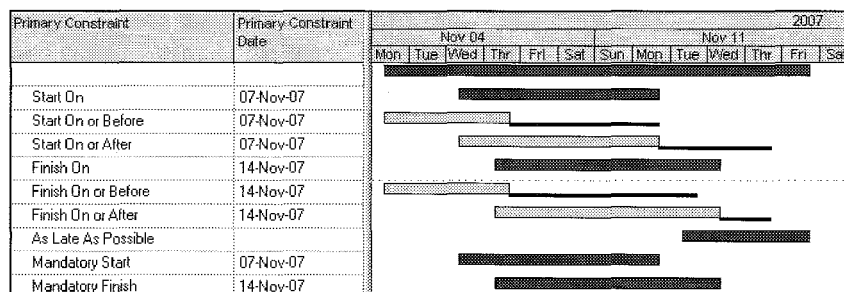 Primary Constraint Primary Constraint Date 2007
Nov 04 Nov 11
Mon Tue Wed Thr Fri Sat Sun Mon Tue Wed Thr Fri Sa
Start On 07-Nov-07
Start On or Before 07-Nov-07
Start On or After 07-Nov-07
Finish On 14-Nov-07
Finish On or Before 14-Nov-07
Finish On or After 14-Nov-07
As Late As Possible
Mandatory Start 07-Nov-07
Mandatory Finish 14-Nov-07